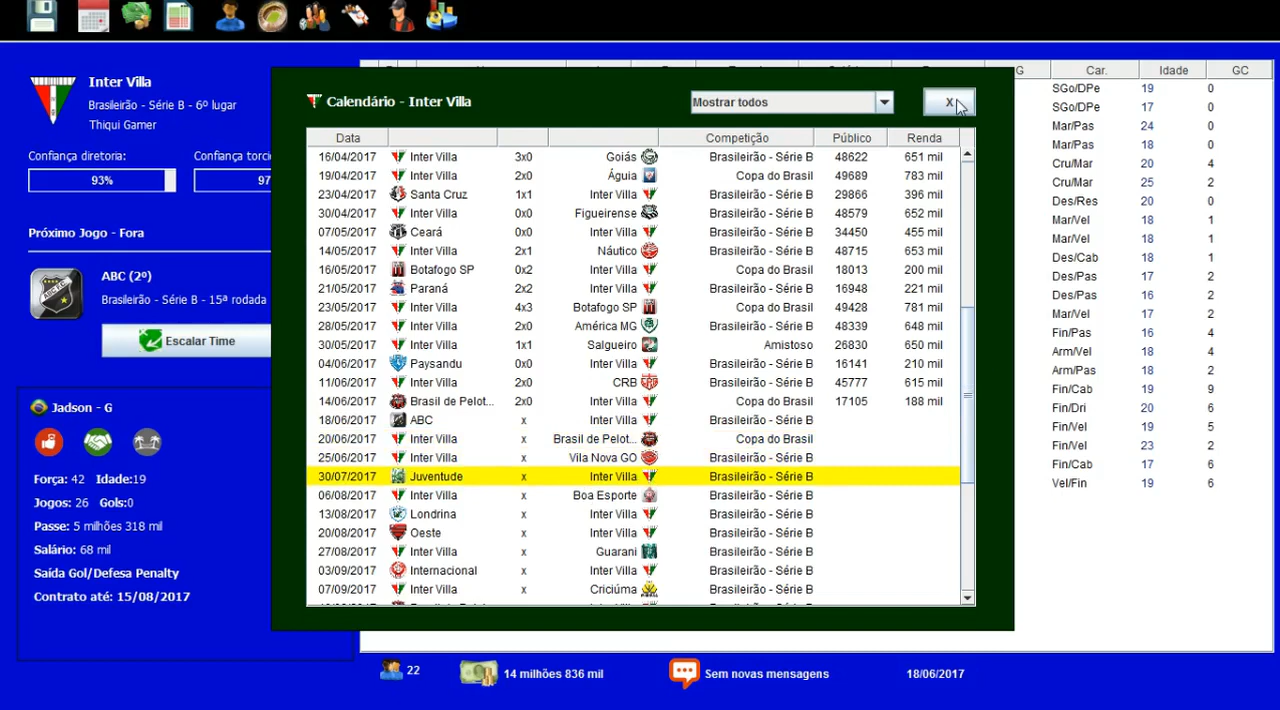 Inter Villa
Brasileirão - Série B - 6º lugar
Thiqui Gamer
Confiança diretoria:
Confiança torci
93%
97
Próximo Jogo - Fora
ABC (2º)
Brasileirão - Série B - 15ª rodada
Escalar Time
Jadson - G
Força: 42 Idade:19
Jogos: 26 Gols:0
Passe: 5 milhões 318 mil
Salário: 68 mil
Saída Gol/Defesa Penalty
Contrato até: 15/08/2017
Calendário - Inter Villa
Mostrar todos
X
Data Competição Público Renda
16/04/2017 Inter Villa 3x0 Goiás Brasileirão - Série B 48622 651 mil
19/04/2017 Inter Villa 2x0 Águia Copa do Brasil 49689 783 mil
23/04/2017 Santa Cruz 1x1 Inter Villa Brasileirão - Série B 29866 396 mil
30/04/2017 Inter Villa 0x0 Figueirense Brasileirão - Série B 48579 652 mil
07/05/2017 Ceará 0x0 Inter Villa Brasileirão - Série B 34450 455 mil
14/05/2017 Inter Villa 2x1 Náutico Brasileirão - Série B 48715 653 mil
16/05/2017 Botafogo SP 0x2 Inter Villa Copa do Brasil 18013 200 mil
21/05/2017 Paraná 2x2 Inter Villa Brasileirão - Série B 16948 221 mil
23/05/2017 Inter Villa 4x3 Botafogo SP Copa do Brasil 49428 781 mil
28/05/2017 Inter Villa 2x0 América MG Brasileirão - Série B 48339 648 mil
30/05/2017 Inter Villa 1x1 Salgueiro Amistoso 26830 650 mil
04/06/2017 Paysandu 0x0 Inter Villa Brasileirão - Série B 16141 210 mil
11/06/2017 Inter Villa 2x0 CRB Brasileirão - Série B 45777 615 mil
14/06/2017 Brasil de Pelot... 2x0 Inter Villa Copa do Brasil 17105 188 mil
18/06/2017 ABC x Inter Villa Brasileirão - Série B
20/06/2017 Inter Villa x Brasil de Pelot... Copa do Brasil
25/06/2017 Inter Villa x Vila Nova GO Brasileirão - Série B
30/07/2017 Juventude x Inter Villa Brasileirão - Série B
06/08/2017 Inter Villa x Boa Esporte Brasileirão - Série B
13/08/2017 Londrina x Inter Villa Brasileirão - Série B
20/08/2017 Oeste x Inter Villa Brasileirão - Série B
27/08/2017 Inter Villa x Guarani Brasileirão - Série B
03/09/2017 Internacional x Inter Villa Brasileirão - Série B
07/09/2017 Inter Villa x Criciúma Brasileirão - Série B
G Car. Idade GC
SGo/DPe 19 0
SGo/DPe 17 0
Mar/Pas 24 0
Mar/Pas 18 0
Cru/Mar 20 4
Cru/Mar 25 2
Des/Res 20 0
Mar/Vel 18 1
Mar/Vel 18 1
Des/Cab 18 1
Des/Pas 17 2
Des/Pas 16 2
Mar/Vel 17 2
Fin/Pas 16 4
Arm/Vel 18 4
Arm/Pas 18 2
Fin/Cab 19 9
Fin/Dri 20 6
Fin/Vel 19 5
Fin/Vel 23 2
Fin/Cab 17 6
Vel/Fin 19 6
22
14 milhões 836 mil
Sem novas mensagens
18/06/2017